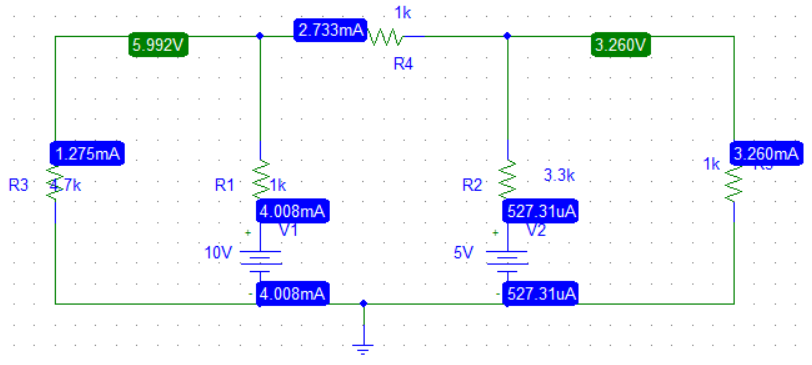 1k
2.733mA
5.992V
3.260V
R4
1.275mA
3.260mA
R3
4.7k
R1
1k
R2
3.3k
1k
4.008mA
527.31uA
+
V1
+
V2
10V
5V
-
4.008mA
-
527.31uA